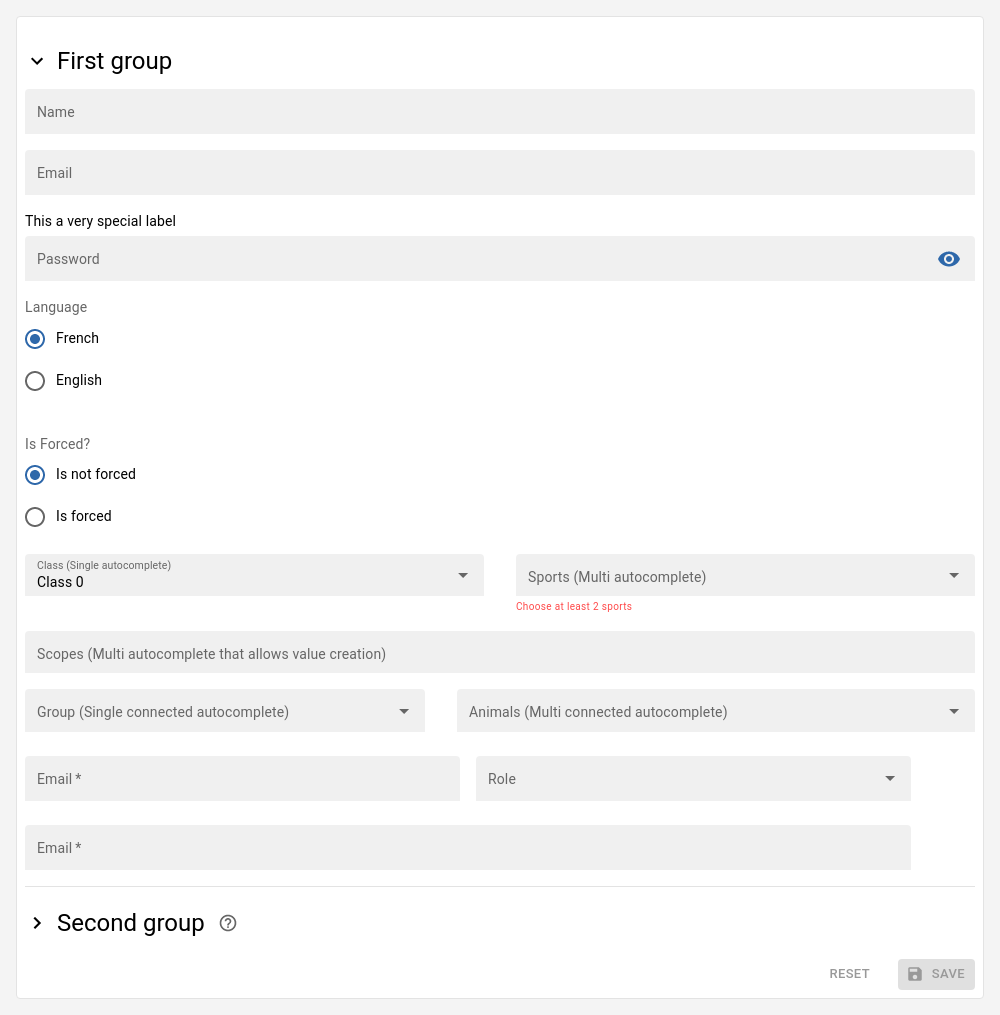 First group
Name
Email
This a very special label
Password
Language
French
English
Is Forced?
Is not forced
Is forced
Class (Single autocomplete)
Class 0
Sports (Multi autocomplete)
Choose at least 2 sports
Scopes (Multi autocomplete that allows value creation)
Group (Single connected autocomplete)
Animals (Multi connected autocomplete)
Email *
Role
Email *
Second group ?
RESET
SAVE